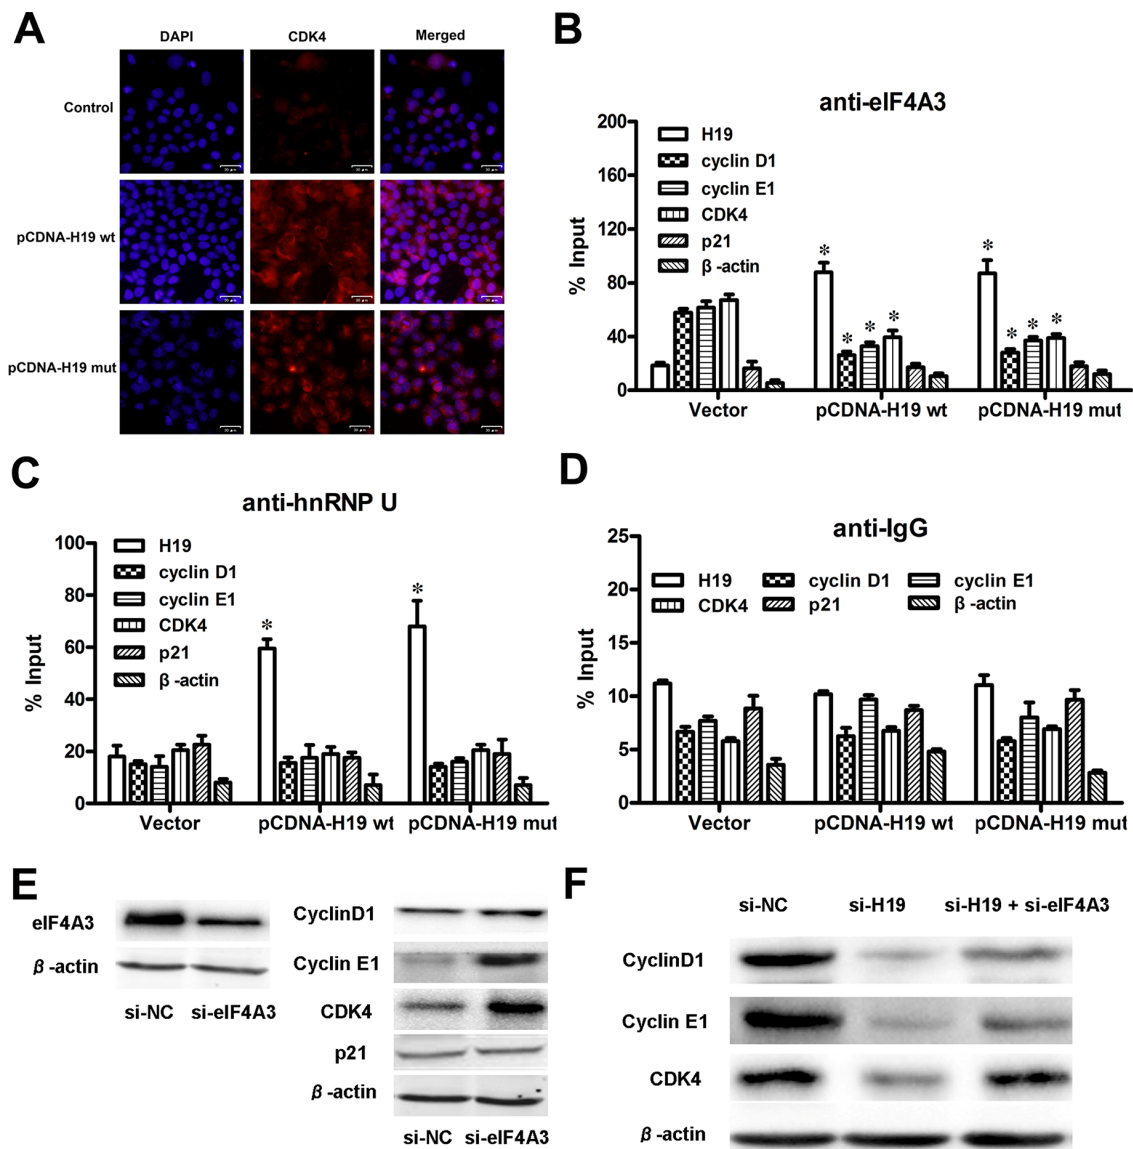 A
DAPI CDK4 Merged
Control
pCDNA-H19 wt
pCDNA-H19 mut
B
anti-eIF4A3
% Input
200
160
120
80
40
0
H19
cyclin D1
cyclin E1
CDK4
p21
β-actin
* * * *
* * * *
Vector pCDNA-H19 wt pCDNA-H19 mut
C
anti-hnRNP U
% Input
100
80
60
40
20
0
H19
cyclin D1
cyclin E1
CDK4
p21
β-actin
*
*
Vector pCDNA-H19 wt pCDNA-H19 mut
D
anti-IgG
% Input
25
20
15
10
5
0
H19 cyclin D1 cyclin E1
CDK4 p21 β-actin
Vector pCDNA-H19 wt pCDNA-H19 mut
E
eIF4A3
β-actin
si-NC si-eIF4A3
CyclinD1
Cyclin E1
CDK4
p21
β-actin
si-NC si-eIF4A3
F
si-NC si-H19 si-H19 + si-eIF4A3
CyclinD1
Cyclin E1
CDK4
β-actin